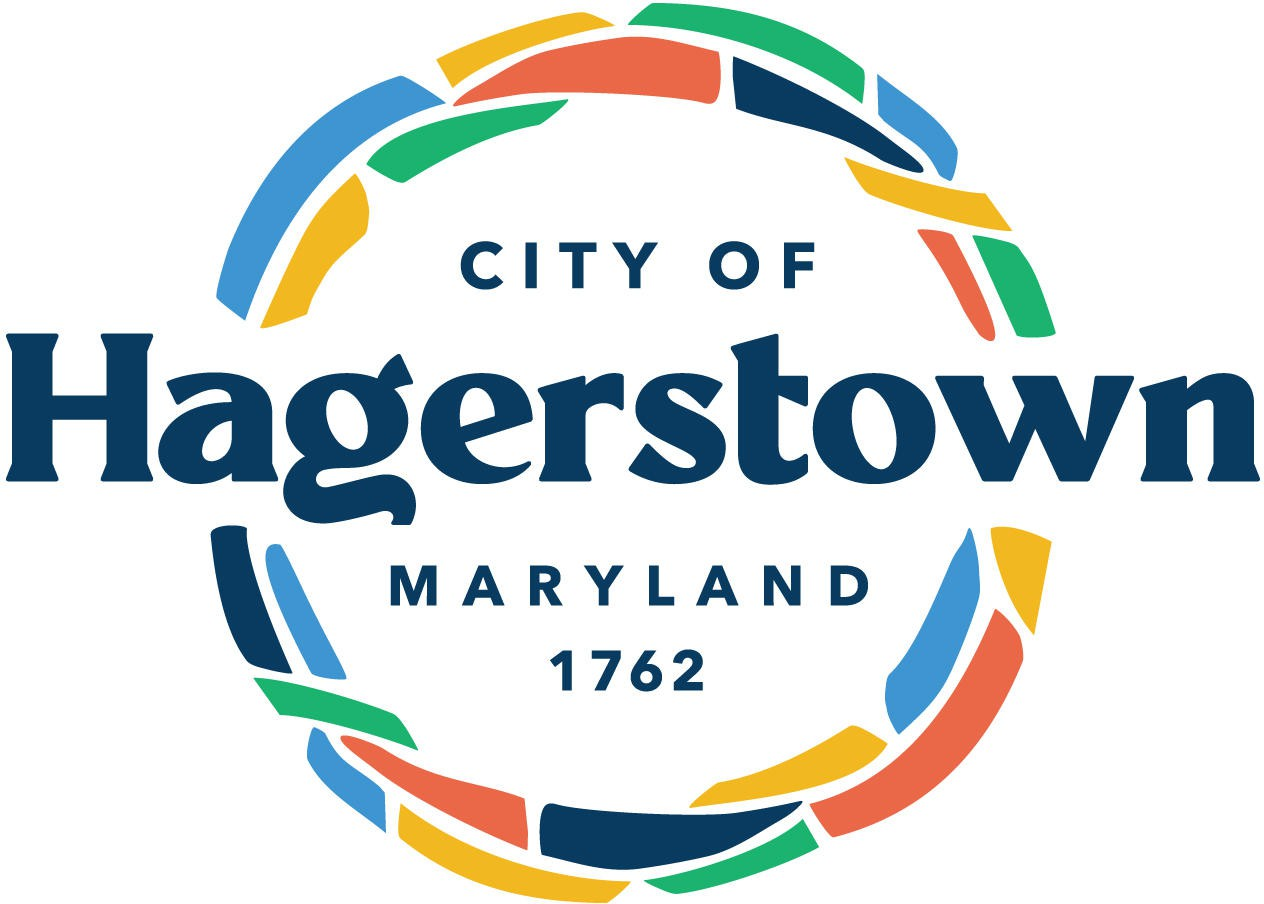 CITY OF
Hagerstown
MARYLAND
1762